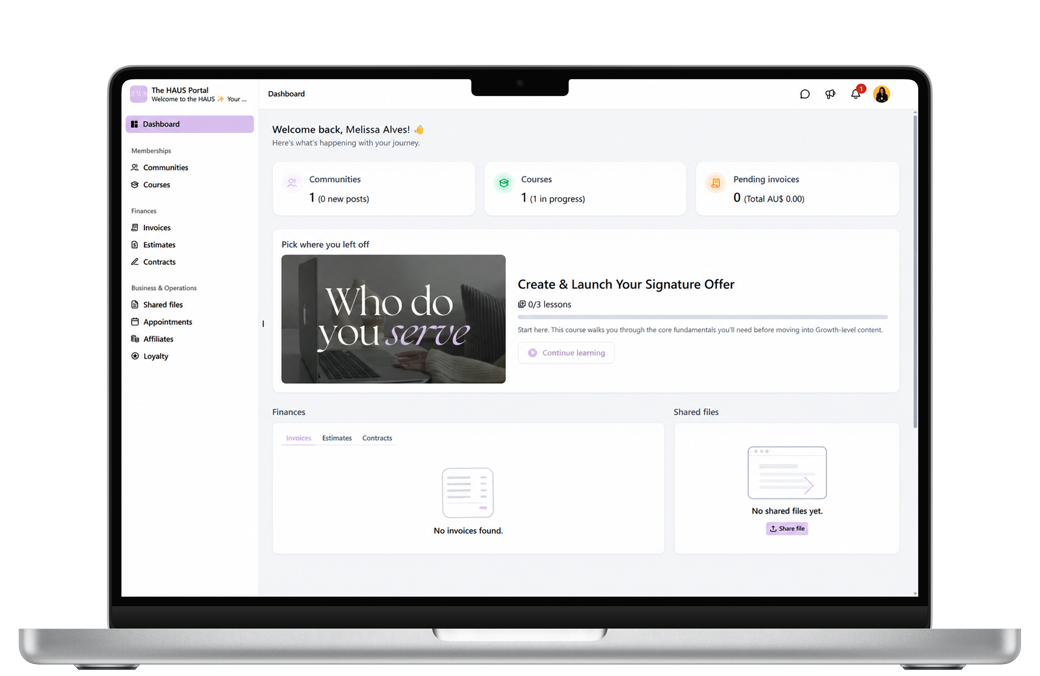 The HAUS Portal
Welcome to the HAUS ✨ Your ...
Dashboard
Memberships
Communities
Courses
Finances
Invoices
Estimates
Contracts
Business & Operations
Shared files
Appointments
Affiliates
Loyalty
Dashboard
1
Welcome back, Melissa Alves! 👋
Here's what's happening with your journey.
Communities
1 (0 new posts)
Courses
1 (1 in progress)
Pending invoices
0 (Total AU$ 0.00)
Pick where you left off
Who do
you serve
Create & Launch Your Signature Offer
0/3 lessons
Start here. This course walks you through the core fundamentals you'll need before moving into Growth-level content.
Continue learning
Finances
Invoices Estimates Contracts
No invoices found.
Shared files
No shared files yet.
Share file